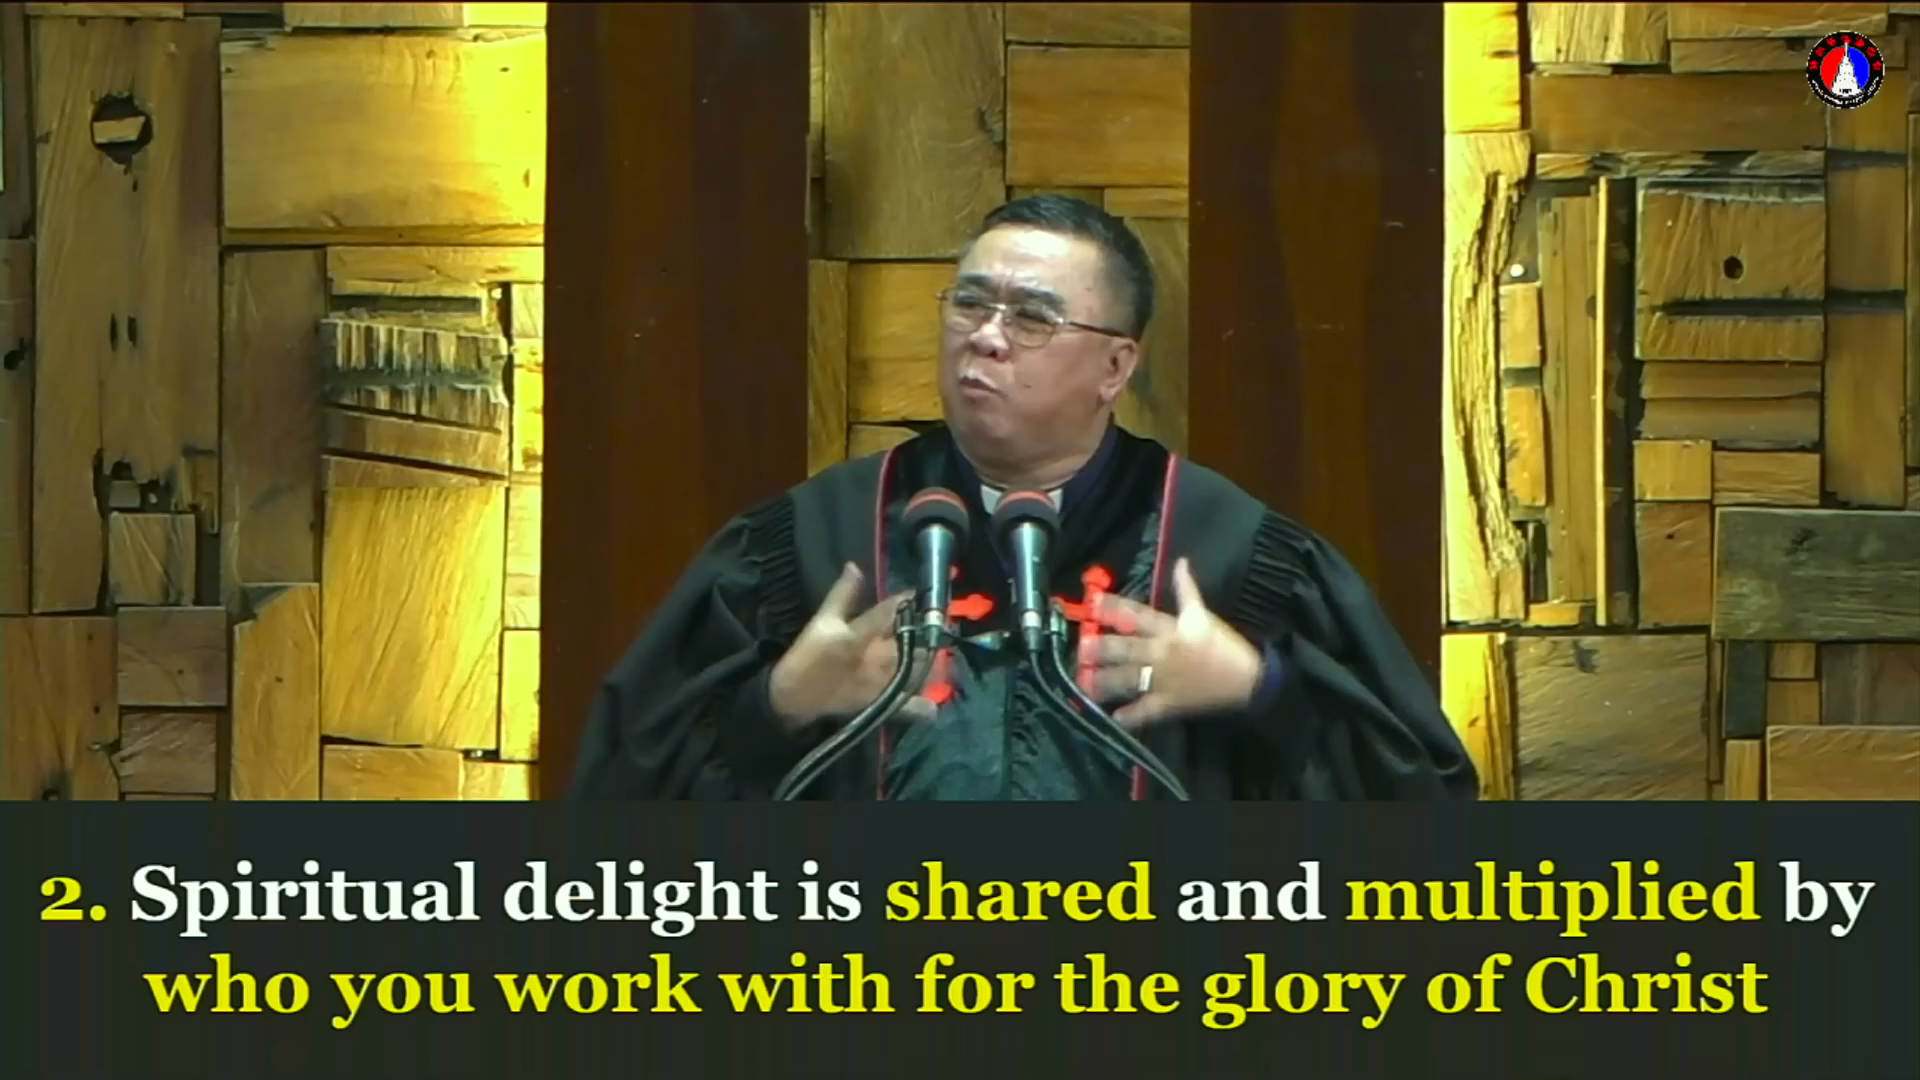 2. Spiritual delight is shared and multiplied by
who you work with for the glory of Christ